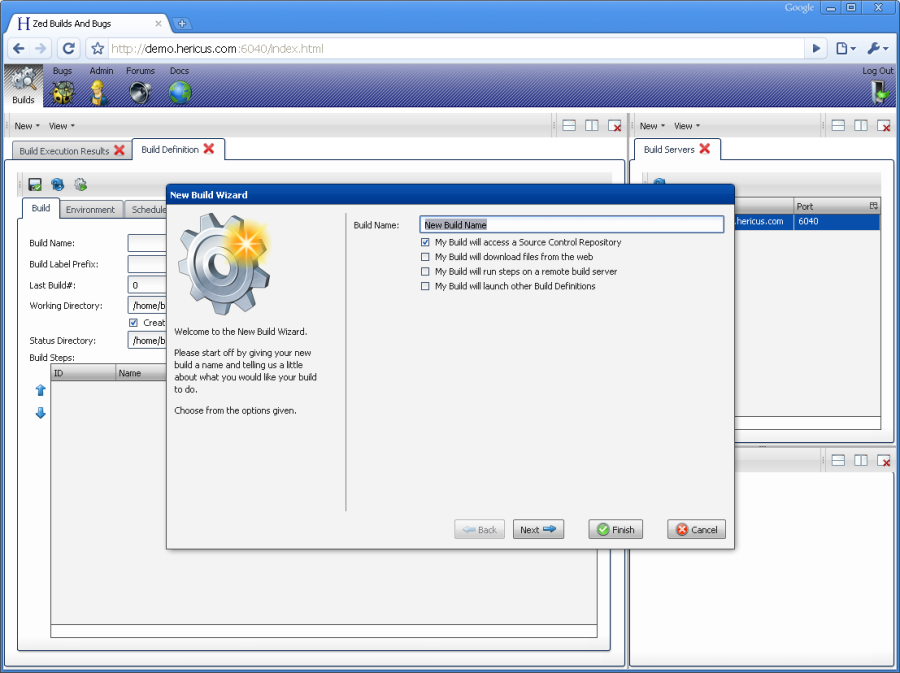 Google
Zed Builds And Bugs
http://demo.hericus.com:6040/index.html
Builds
Bugs
Admin
Forums
Docs
Log Out
New
View
New
View
Build Execution Results
Build Definition
Build Servers
Build
Environment
Schedule
Port
.hericus.com
6040
Build Name:
Build Label Prefix:
Last Build#:
0
Working Directory:
/home/b
Creat
Status Directory:
/home/b
Build Steps:
ID
Name
New Build Wizard
Welcome to the New Build Wizard.
Please start off by giving your new
build a name and telling us a little
about what you would like your build
to do.
Choose from the options given.
Build Name:
New Build Name
My Build will access a Source Control Repository
My Build will download files from the web
My Build will run steps on a remote build server
My Build will launch other Build Definitions
Back
Next
Finish
Cancel